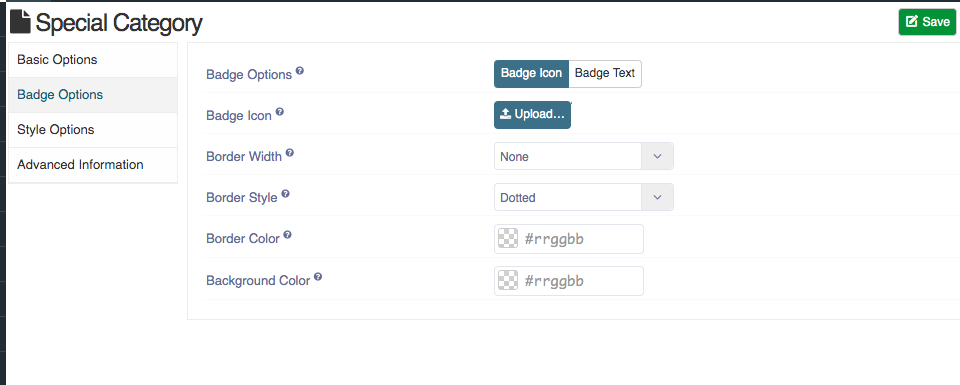 Special Category
Save
Basic Options
Badge Options
Style Options
Advanced Information
Badge Options ?
Badge Icon Badge Text
Badge Icon ?
Upload...
Border Width ?
None
Border Style ?
Dotted
Border Color ?
#rrggbb
Background Color ?
#rrggbb